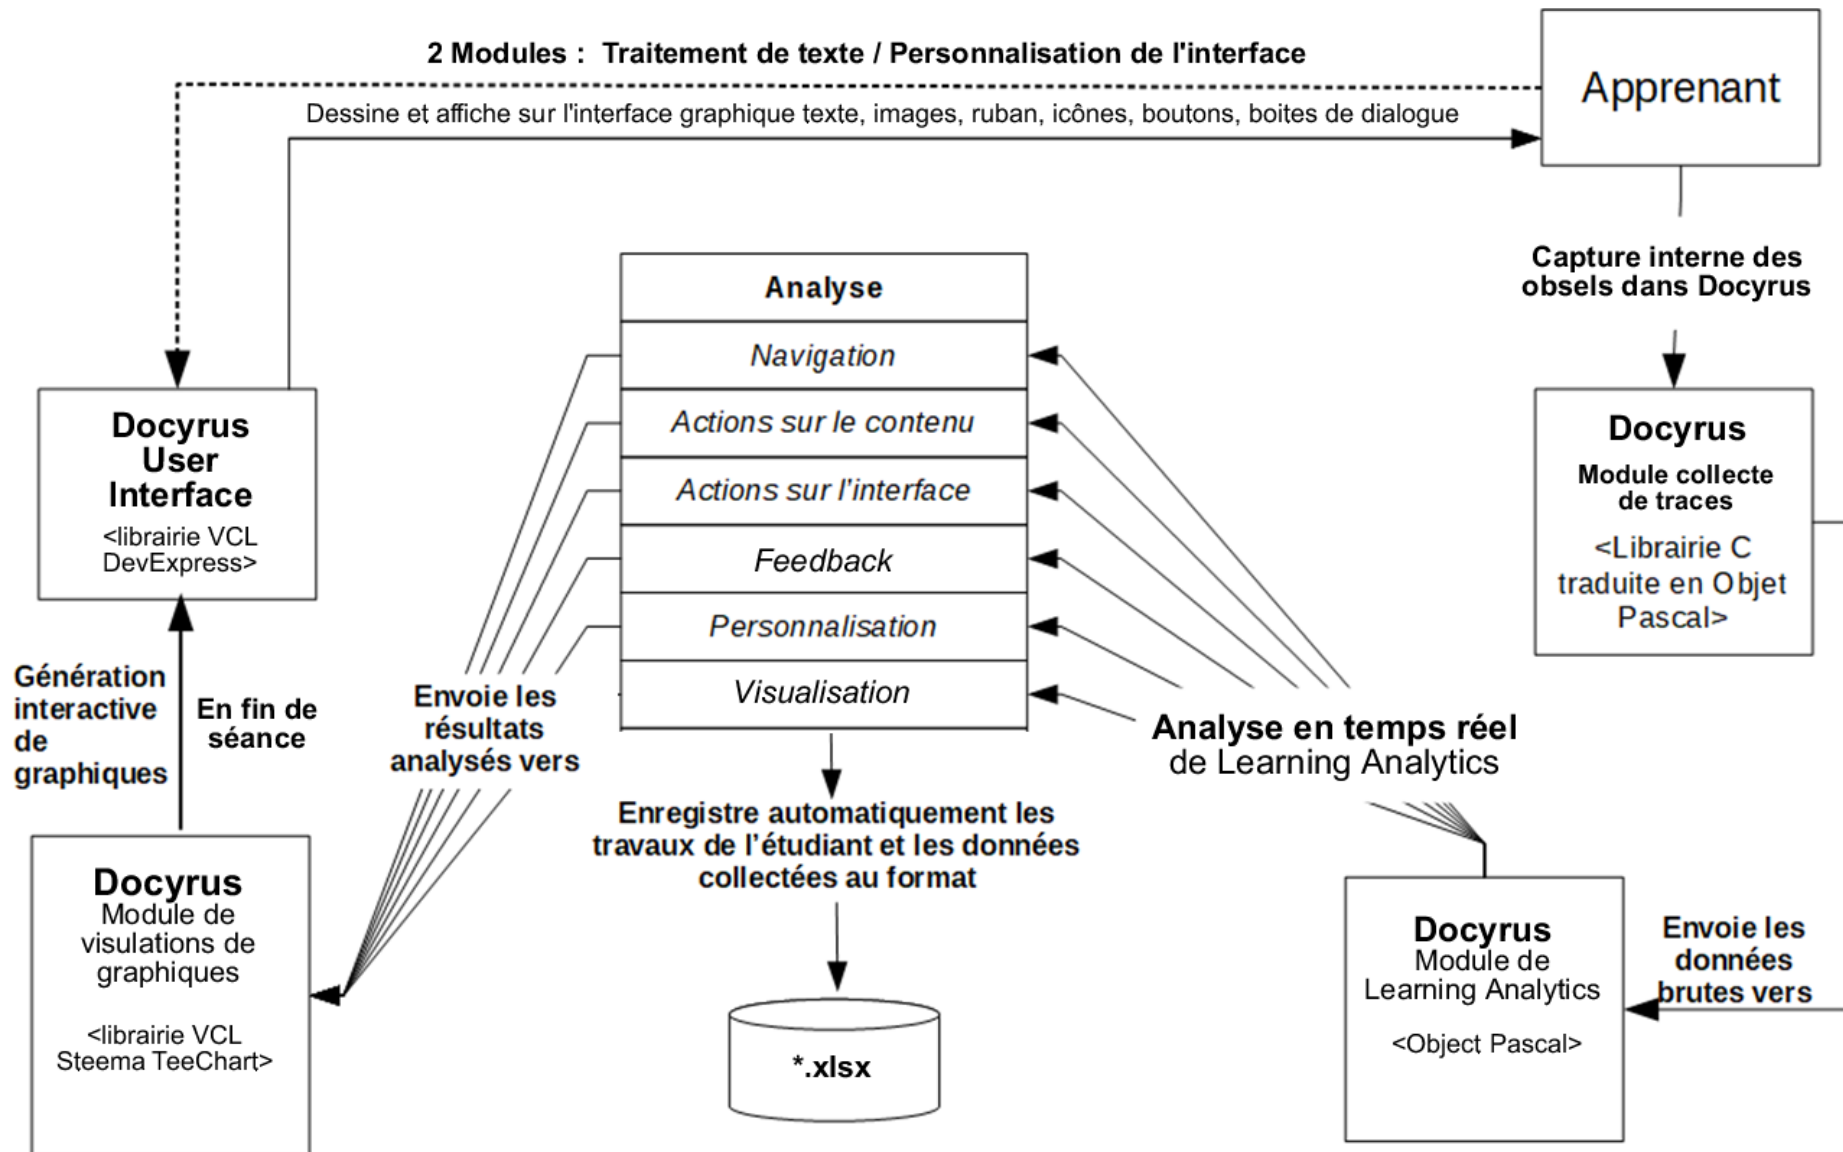 2 Modules :  Traitement de texte / Personnalisation de l'interface
Apprenant
Dessine et affiche sur l'interface graphique texte, images, ruban, icônes, boutons, boites de dialogue
Capture interne des
obsels dans Docyrus
Analyse
Navigation
Actions sur le contenu
Actions sur l'interface
Feedback
Personnalisation
Visualisation
Docyrus
User
Interface
<librairie VCL
DevExpress>
Docyrus
Module collecte
de traces
<Librairie C
traduite en Objet
Pascal>
Génération
interactive
de
graphiques
En fin de
séance
Envoie les
résultats
analysés vers
Analyse en temps réel
de Learning Analytics
Enregistre automatiquement les
travaux de l’étudiant et les données
collectées au format
*.xlsx
Docyrus
Module de
visulations de
graphiques
<librairie VCL
Steema TeeChart>
Docyrus
Module de
Learning Analytics
<Object Pascal>
Envoie les
données
brutes vers